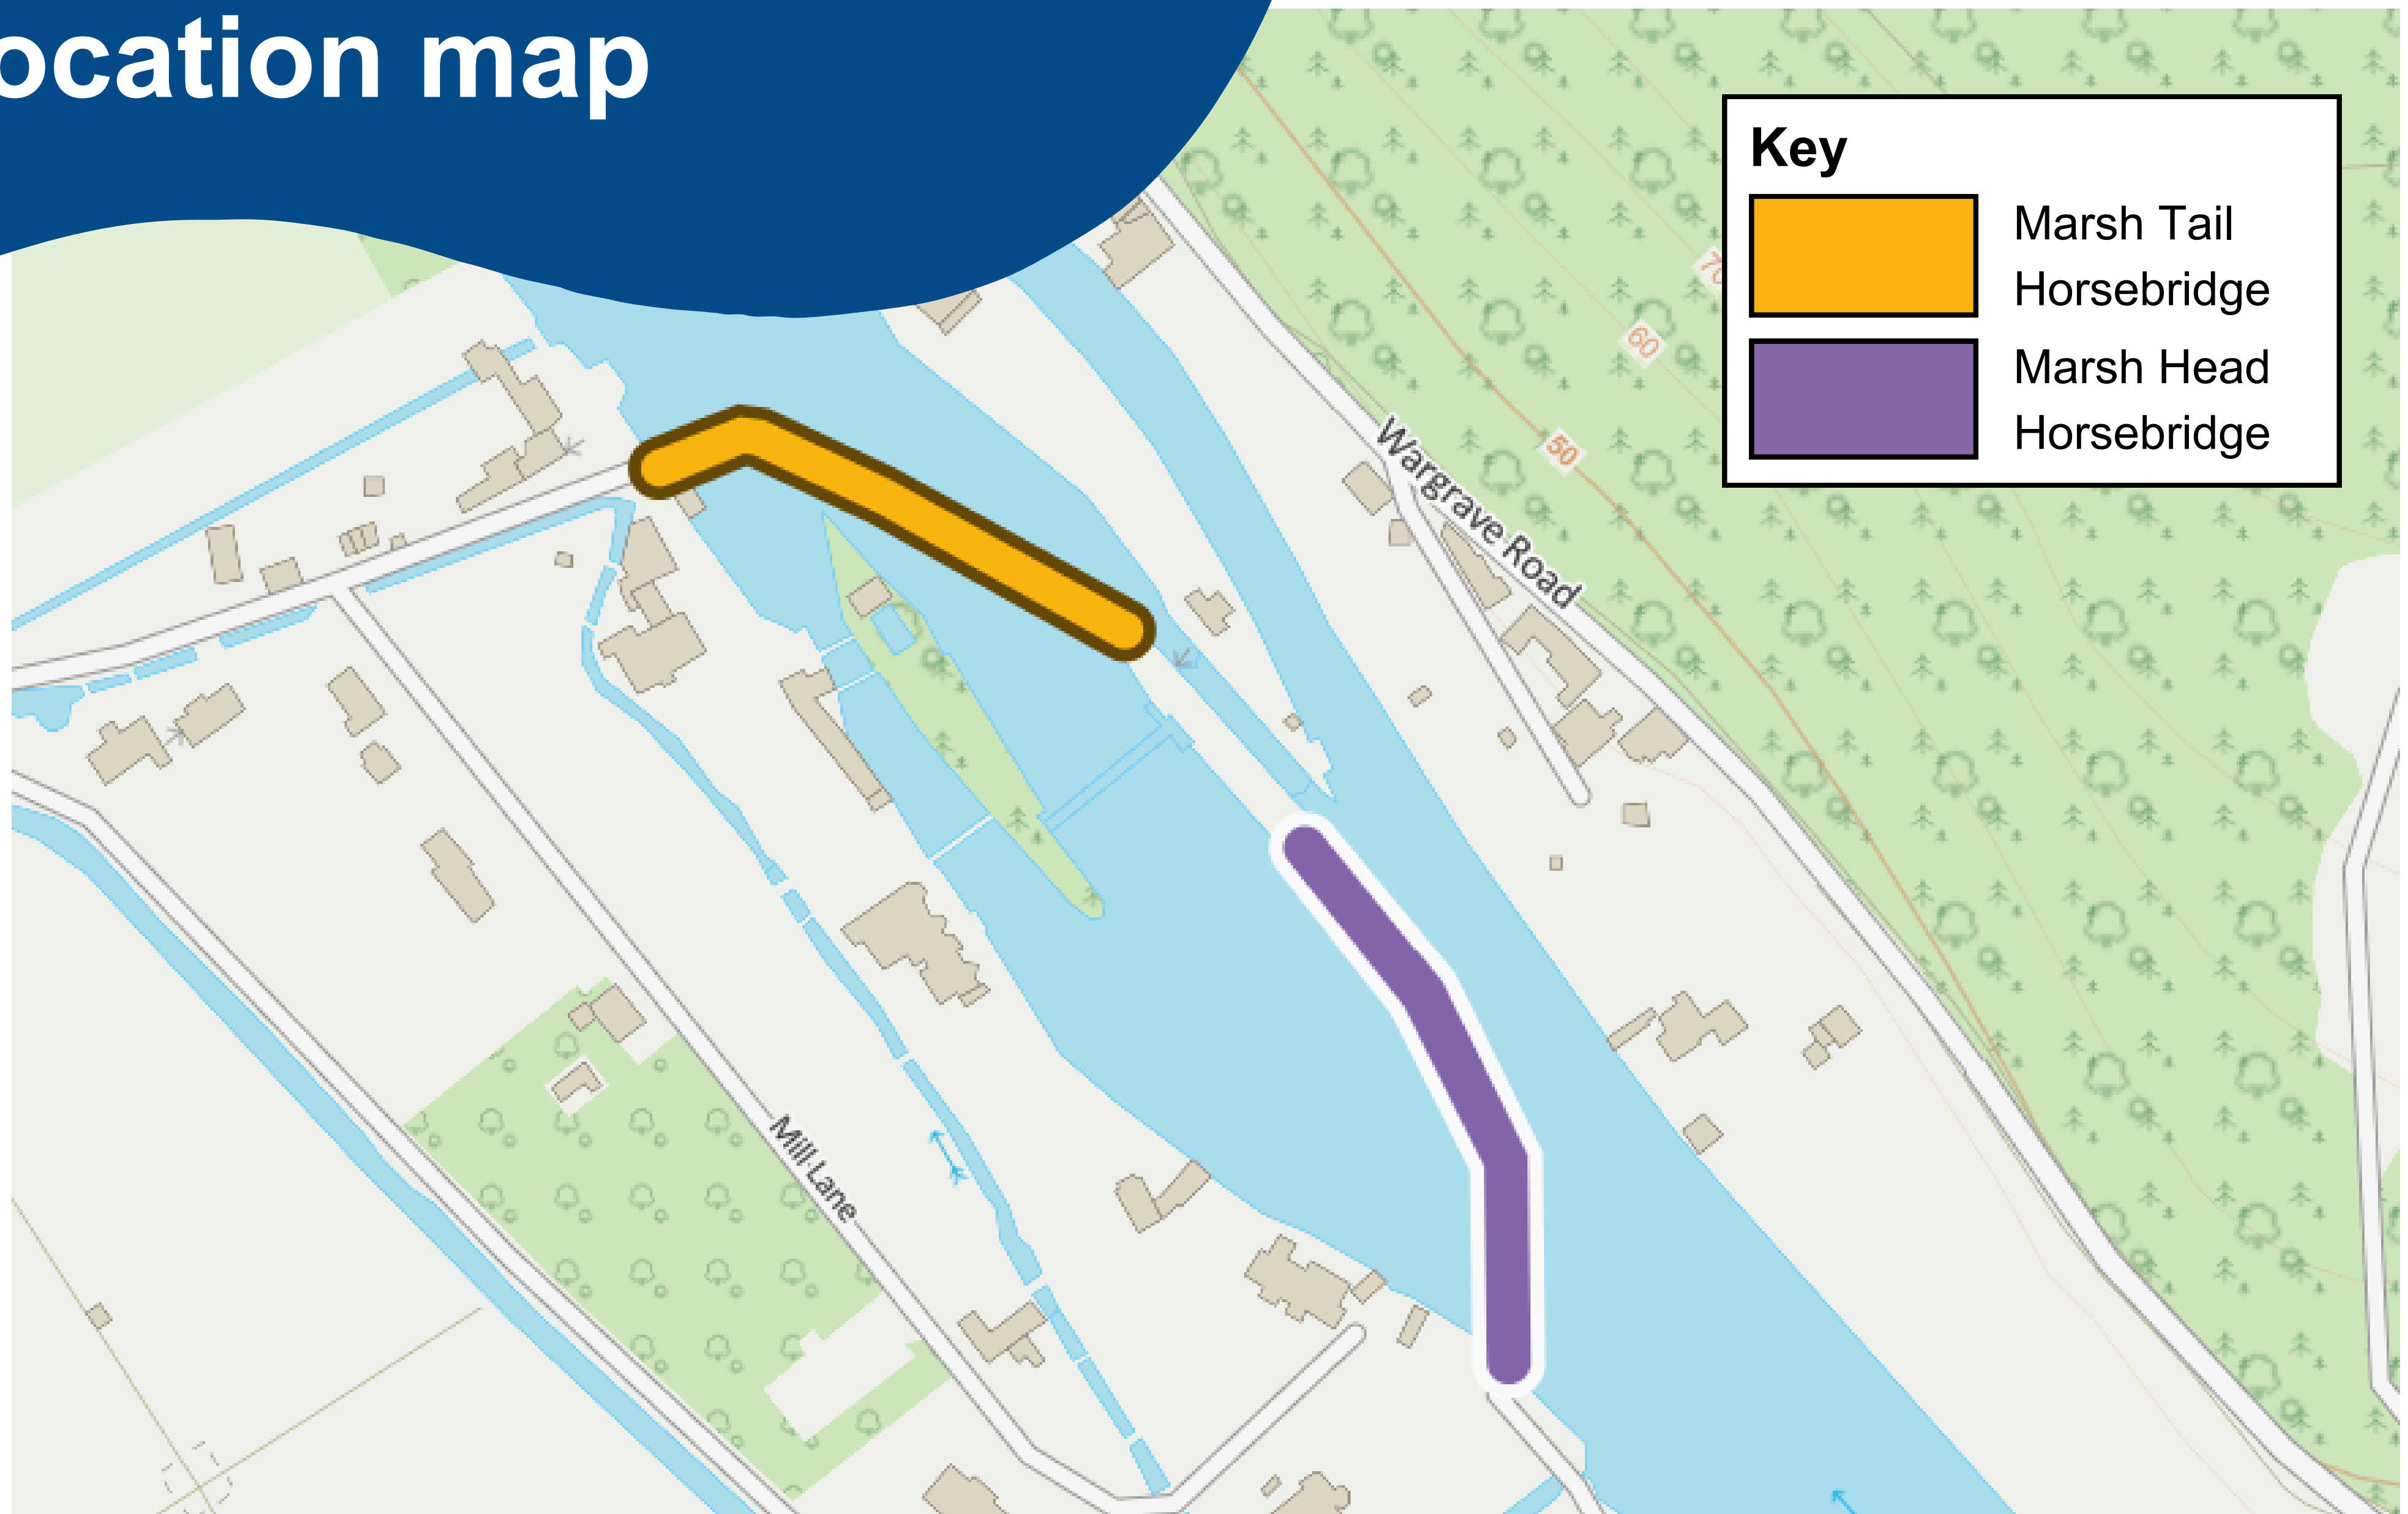 ocation map
Key
Marsh Tail
Horsebridge
Marsh Head
Horsebridge
60
50
Wargrave Road
Mill Lane